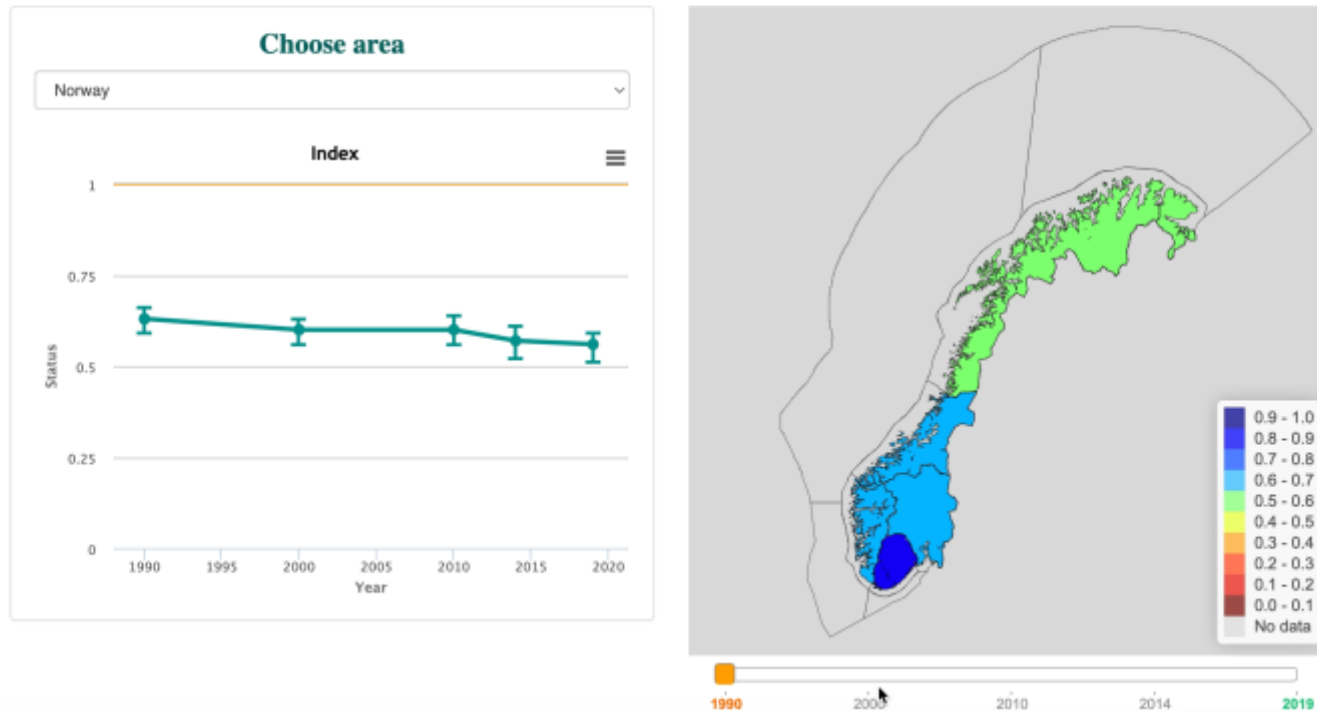 Choose area
Norway
Index
1
0.75
0.5
0.25
0
Status
1990 1995 2000 2005 2010 2015 2020
Year
0.9 - 1.0
0.8 - 0.9
0.7 - 0.8
0.6 - 0.7
0.5 - 0.6
0.4 - 0.5
0.3 - 0.4
0.2 - 0.3
0.1 - 0.2
0.0 - 0.1
No data
1990 2000 2010 2014 2019